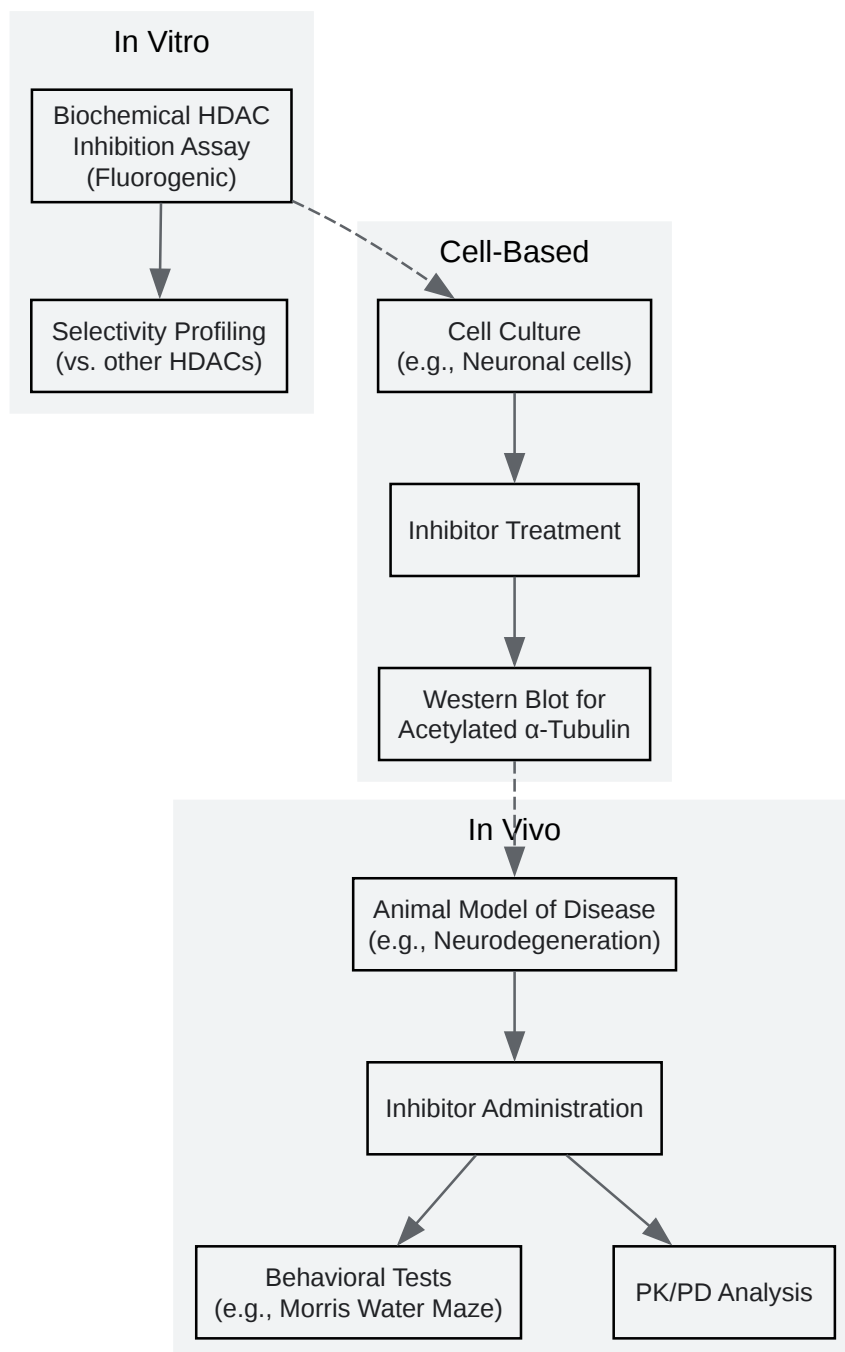 In Vitro
Biochemical HDAC
Inhibition Assay
(Fluorogenic)
Selectivity Profiling
(vs. other HDACs)
Cell-Based
Cell Culture
(e.g., Neuronal cells)
Inhibitor Treatment
Western Blot for
Acetylated α-Tubulin
In Vivo
Animal Model of Disease
(e.g., Neurodegeneration)
Inhibitor Administration
Behavioral Tests
(e.g., Morris Water Maze)
PK/PD Analysis